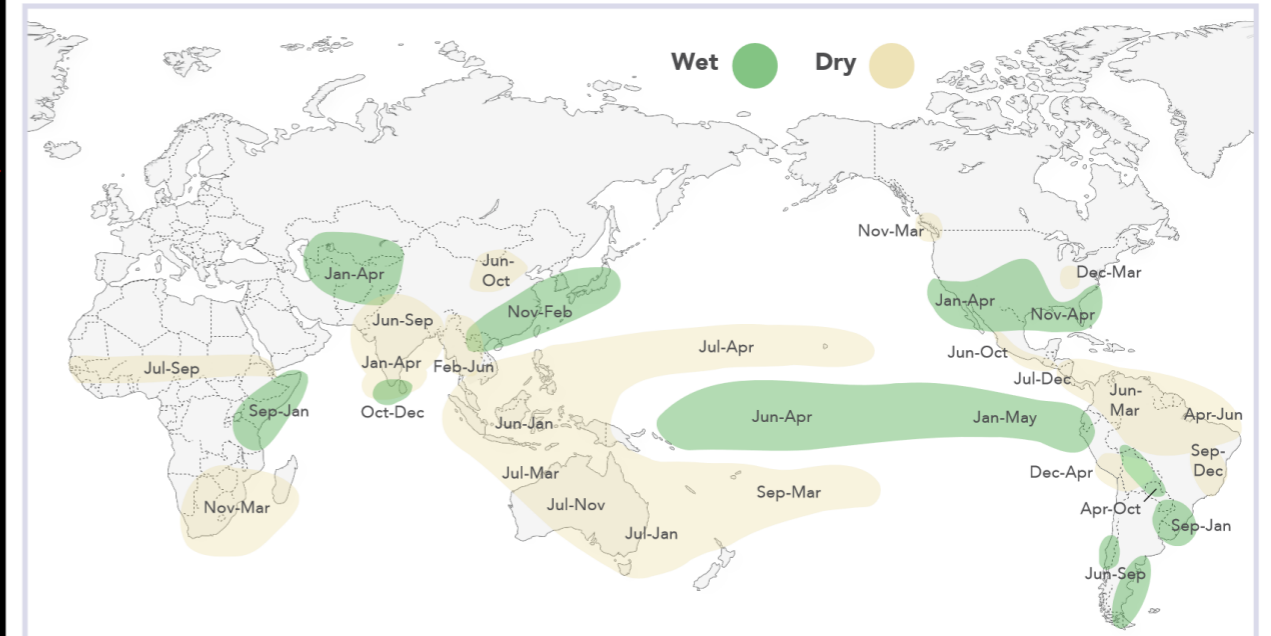 Wet
Dry
Nov-Mar
Jan-Apr
Jun-
Oct
Dec-Mar
Jan-Apr
Nov-Apr
Nov-Feb
Jun-Sep
Jul-Apr
Jun-Oct
Jul-Sep
Jan-Apr
Feb-Jun
Jul-Dec
Sep-Jan
Oct-Dec
Jun-Jan
Jun-Apr
Jan-May
Jun-
Mar
Apr-Jun
Jul-Mar
Dec-Apr
Sep-
Dec
Nov-Mar
Jul-Nov
Sep-Mar
Apr-Oct
Jul-Jan
Sep-Jan
Jun-Sep